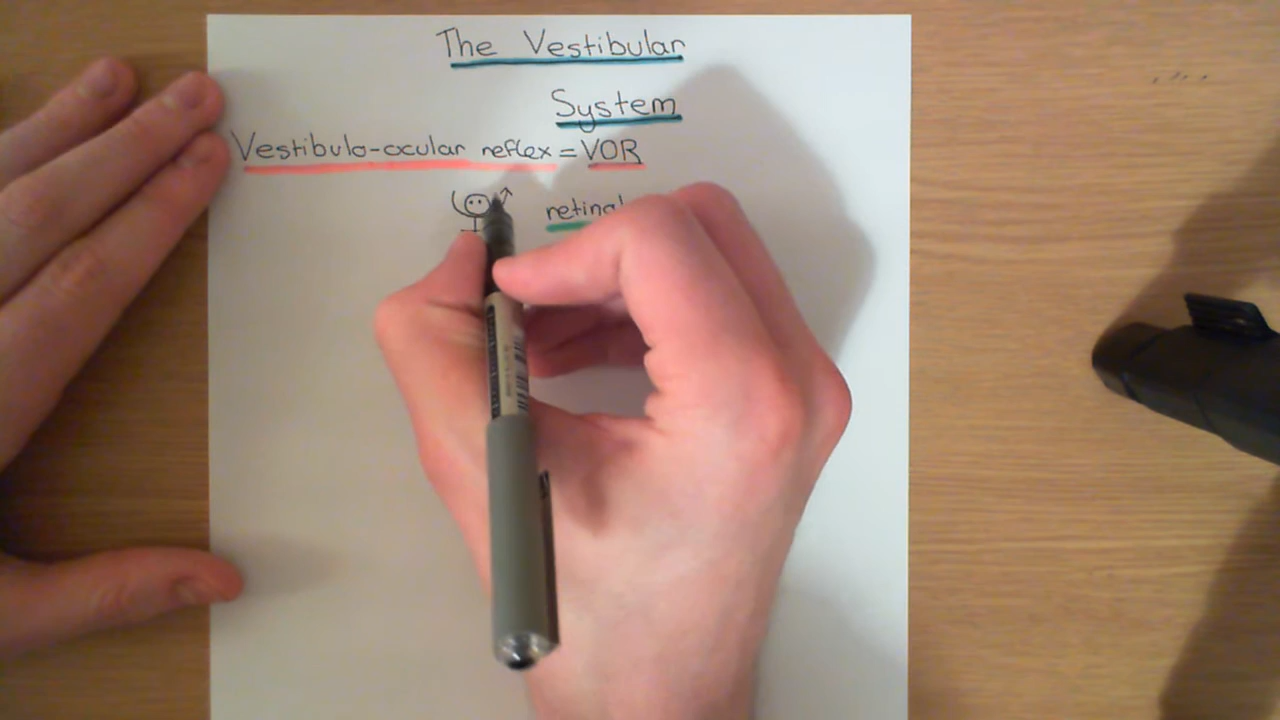 The Vestibular
System
Vestibulo-ocular reflex = VOR